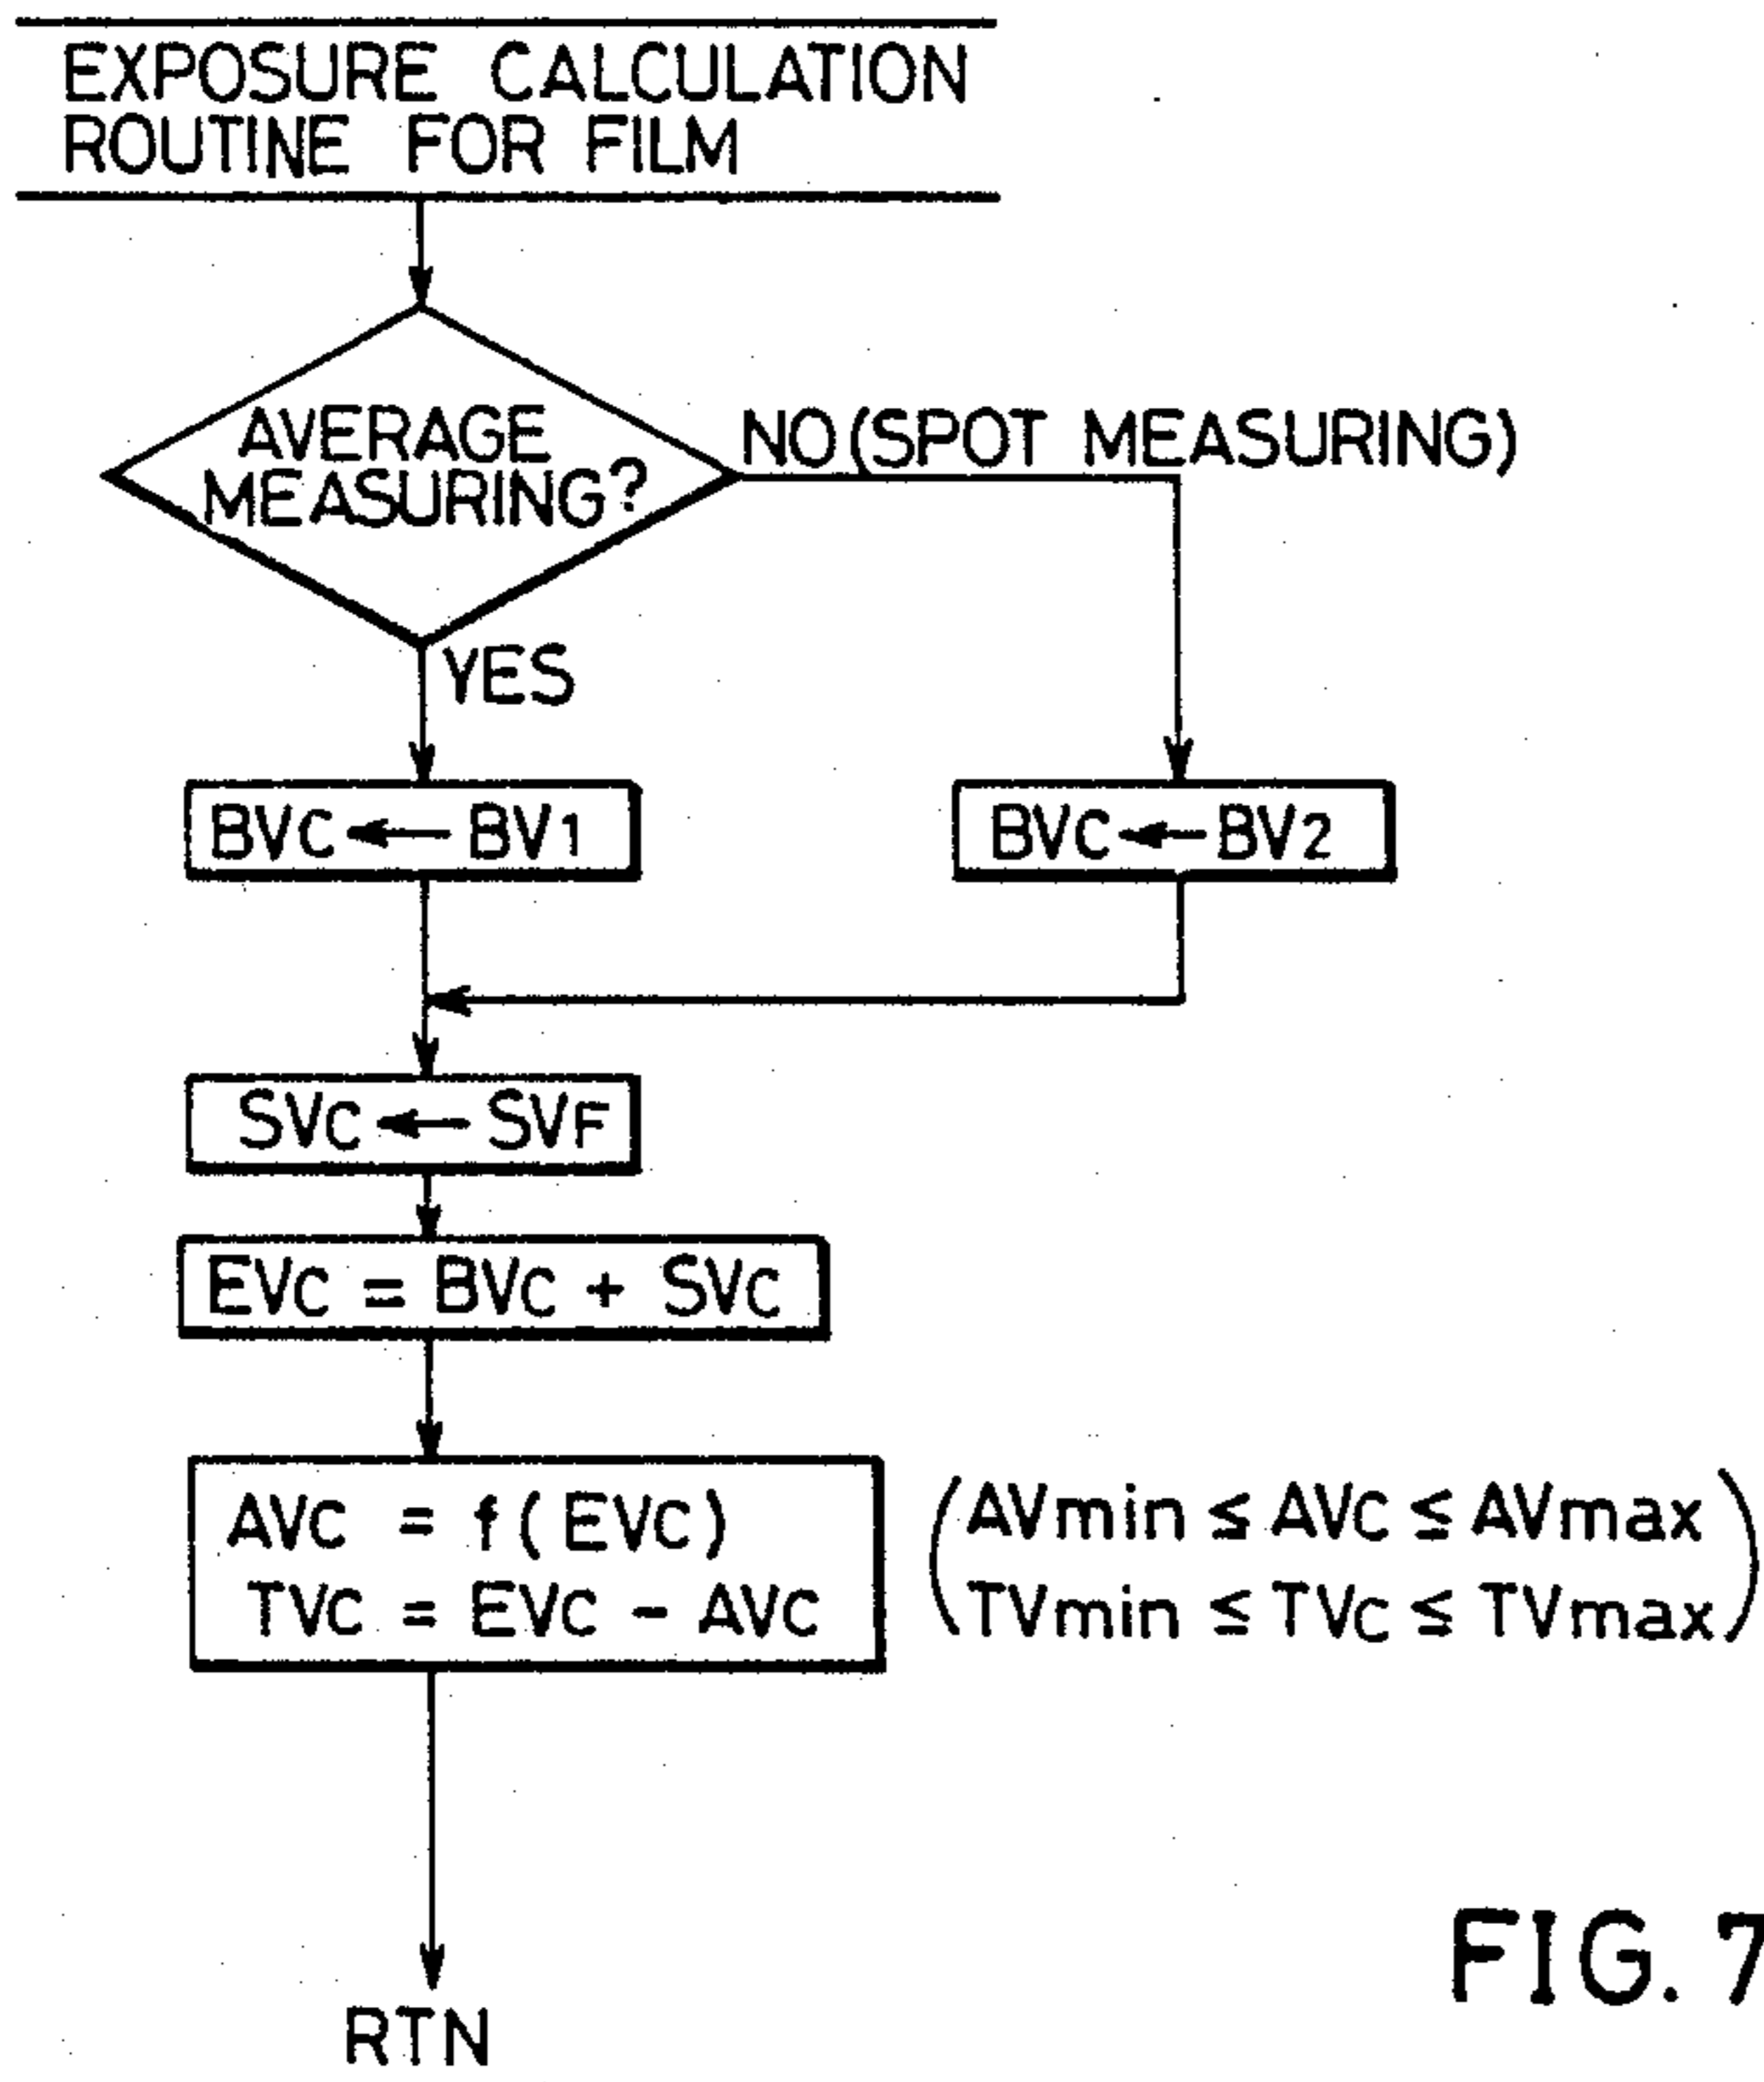 EXPOSURE CALCULATION
ROUTINE FOR FILM
AVERAGE
MEASURING?
NO(SPOT MEASURING)
YES
BVC ← BV1
BVC ← BV2
SVC ← SVF
EVC = BVC + SVC
AVC = f(EVC)
TVC = EVC - AVC
(AVmin ≤ AVC ≤ AVmax
TVmin ≤ TVC ≤ TVmax)
RTN
FIG. 7